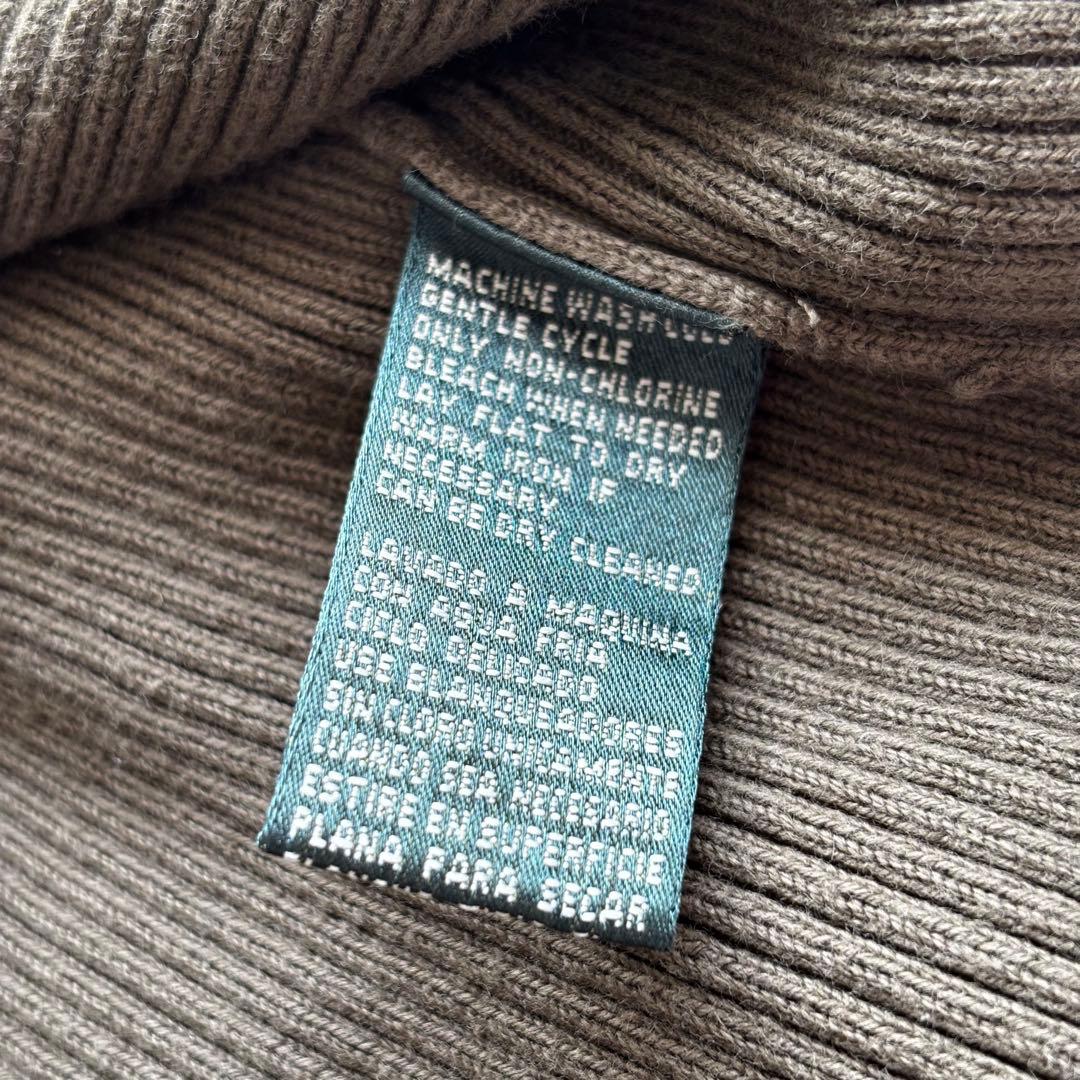 MACHINE WASH COLD
GENTLE CYCLE
ONLY NON-CHLORINE
BLEACH WHEN NEEDED
LAY FLAT TO DRY
WARM IRON IF
NECESSARY
CAN BE DRY CLEANED
LAVADO A MAQUINA
CON AGUA FRIA
CICLO DELICADO
USE BLANQUEADORES
SIN CLORO UNICAMENTE
CUANDO SEA NECESARIO
ESTIRE EN SUPERFICIE
PLANA PARA SECAR